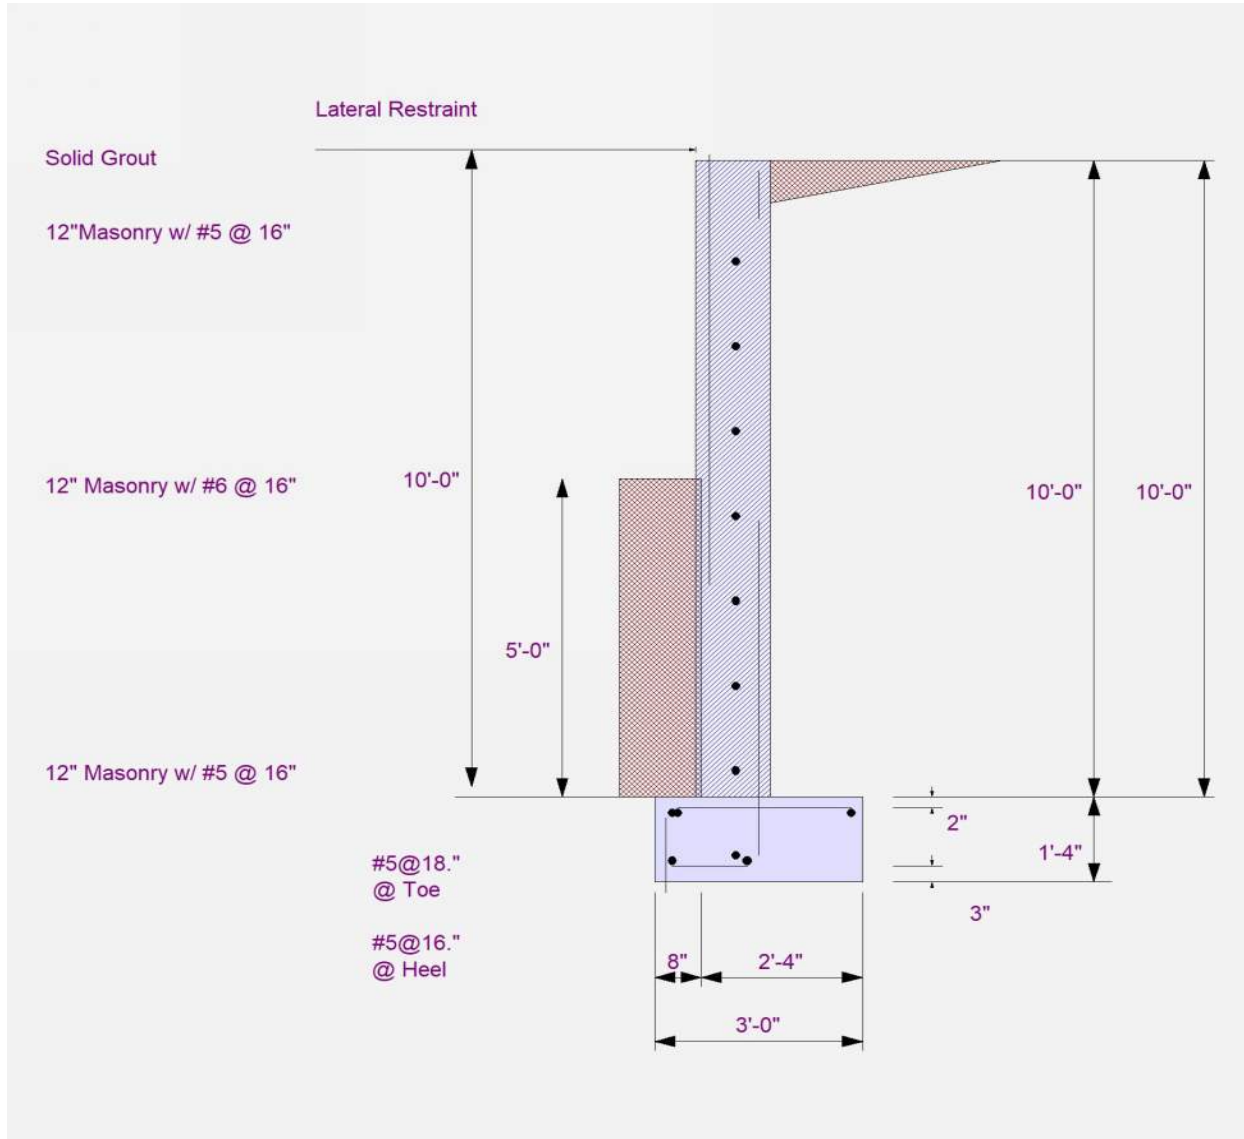 Lateral Restraint
Solid Grout
12"Masonry w/ #5 @ 16"
12" Masonry w/ #6 @ 16"
10'-0"
10'-0"
10'-0"
5'-0"
12" Masonry w/ #5 @ 16"
2"
1'-4"
#5@18."
@ Toe
3"
#5@16."
@ Heel
8"
2'-4"
3'-0"